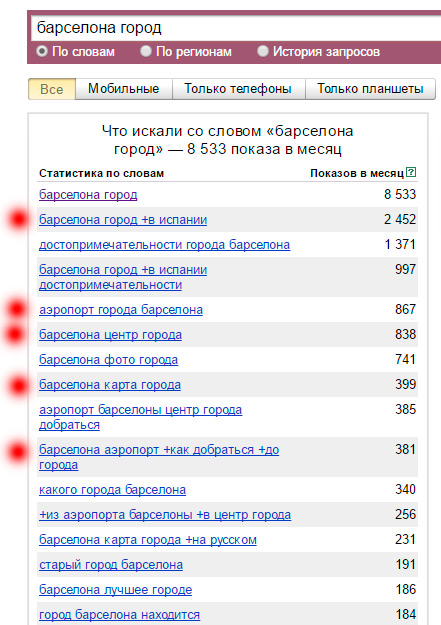 барселона город
По словам По регионам История запросов
Все Мобильные Только телефоны Только планшеты
Что искали со словом «барселона
город» — 8 533 показа в месяц
Статистика по словам Показов в месяц ?
барселона город 8 533
барселона город +в испании 2 452
достопримечательности города барселона 1 371
барселона город +в испании 997
достопримечательности
аэропорт города барселона 867
барселона центр города 838
барселона фото города 741
барселона карта города 399
аэропорт барселоны центр города 385
добраться
барселона аэропорт +как добраться +до 381
города
какого города барселона 340
+из аэропорта барселоны +в центр города 256
барселона карта города +на русском 231
старый город барселона 191
барселона лучшее городе 186
город барселона находится 184